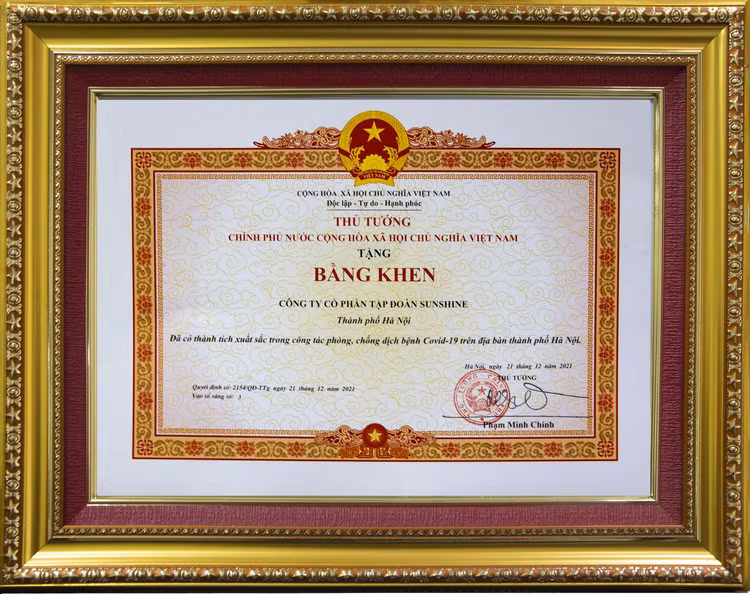 VIỆT NAM
CỘNG HÒA XÃ HỘI CHỦ NGHĨA VIỆT NAM
Độc lập - Tự do - Hạnh phúc
THỦ TƯỚNG
CHÍNH PHỦ NƯỚC CỘNG HÒA XÃ HỘI CHỦ NGHĨA VIỆT NAM
TẶNG
BẰNG KHEN
CÔNG TY CỔ PHẦN TẬP ĐOÀN SUNSHINE
Thành phố Hà Nội
Đã có thành tích xuất sắc trong công tác phòng, chống dịch bệnh Covid-19 trên địa bàn thành phố Hà Nội.
Hà Nội, ngày 21 tháng 12 năm 2021
THỦ TƯỚNG
Quyết định số: 2154/QĐ-TTg ngày 21 tháng 12 năm 2021
Vào sổ vàng số: 3
Phạm Minh Chính